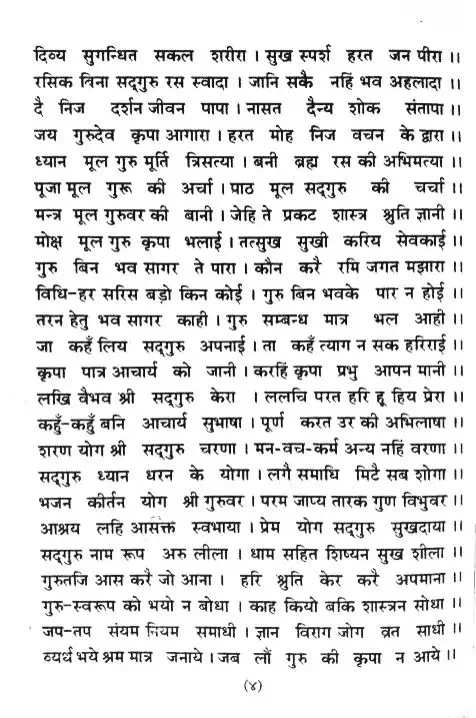 दिव्य सुगन्धित सकल शरीरा । सुख स्पर्श हरत जन पीरा ।।
रसिक विना सद्‌गुरु रस स्वादा । जानि सकै नहिं भव अहलादा ।।
दै निज दर्शन जीवन पापा । नासत दैन्य शोक संतापा ।।
जय गुरुदेव कृपा आगारा । हरत मोह निज वचन के द्वारा ।।
ध्यान मूल गुरु मूर्ति त्रिसत्या । बनी ब्रह्म रस की अभिमत्या ।।
पूजा मूल गुरू की अर्चा । पाठ मूल सद्‌गुरु की चर्चा ।।
मन्त्र मूल गुरुवर की बानी । जेहि ते प्रकट शास्त्र श्रुति ज्ञानी ।।
मोक्ष मूल गुरु कृपा भलाई । तत्सुख सुखी करिय सेवकाई ।।
गुरु बिन भव सागर ते पारा । कौन करै रमि जगत मझारा ।।
विधि-हर सरिस बड़ो किन कोई । गुरु बिन भवके पार न होई ।।
तरन हेतु भव सागर काही । गुरु सम्बन्ध मात्र भल आही ।।
जा कहँ लिय सद्‌गुरु अपनाई । ता कहँ त्याग न सक हरिराई ।।
कृपा पात्र आचार्य को जानी । करहिं कृपा प्रभु आपन मानी ।।
लखि वैभव श्री सद्‌गुरु केरा । ललचि परत हरि हू हिय प्रेरा ।।
कहुँ-कहुँ बनि आचार्य सुभाषा । पूर्ण करत उर की अभिलाषा ।।
शरण योग श्री सद्‌गुरु चरणा । मन-वच-कर्म अन्य नहिं वरणा ।।
सद्‌गुरु ध्यान धरन के योगा । लगै समाधि मिटै सब शोगा ।।
भजन कीर्तन योग श्री गुरुवर । परम जाप्य तारक गुण विभुवर ।।
आश्रय लहि आसक्त स्वभाया । प्रेम योग सद्‌गुरु सुखदाया ।।
सद्‌गुरु नाम रूप अरु लीला । धाम सहित शिष्यन सुख शीला ।।
गुरुतजि आस करै जो आना । हरि श्रुति केर करै अपमाना ।।
गुरु-स्वरूप को भयो न बोधा । काह कियो बकि शास्त्रन सोधा ।।
जप-तप संयम नियम समाधी । ज्ञान विराग जोग व्रत साधी ।।
व्यर्थ भये श्रम मात्र जनाये । जब लौं गुरु की कृपा न आये ।।
(४)